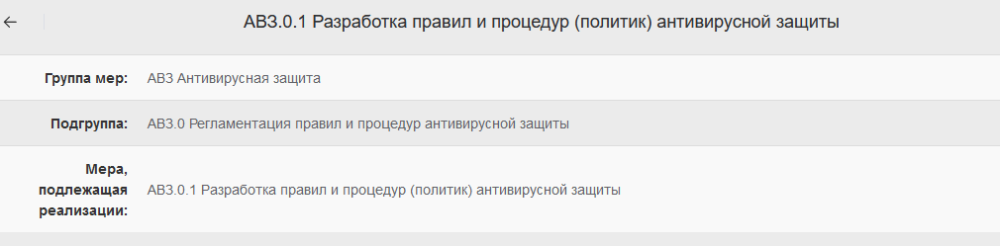 АВЗ.0.1 Разработка правил и процедур (политик) антивирусной защиты
Группа мер: АВЗ Антивирусная защита
Подгруппа: АВЗ.0 Регламентация правил и процедур антивирусной защиты
Мера,
подлежащая АВЗ.0.1 Разработка правил и процедур (политик) антивирусной защиты
реализации: